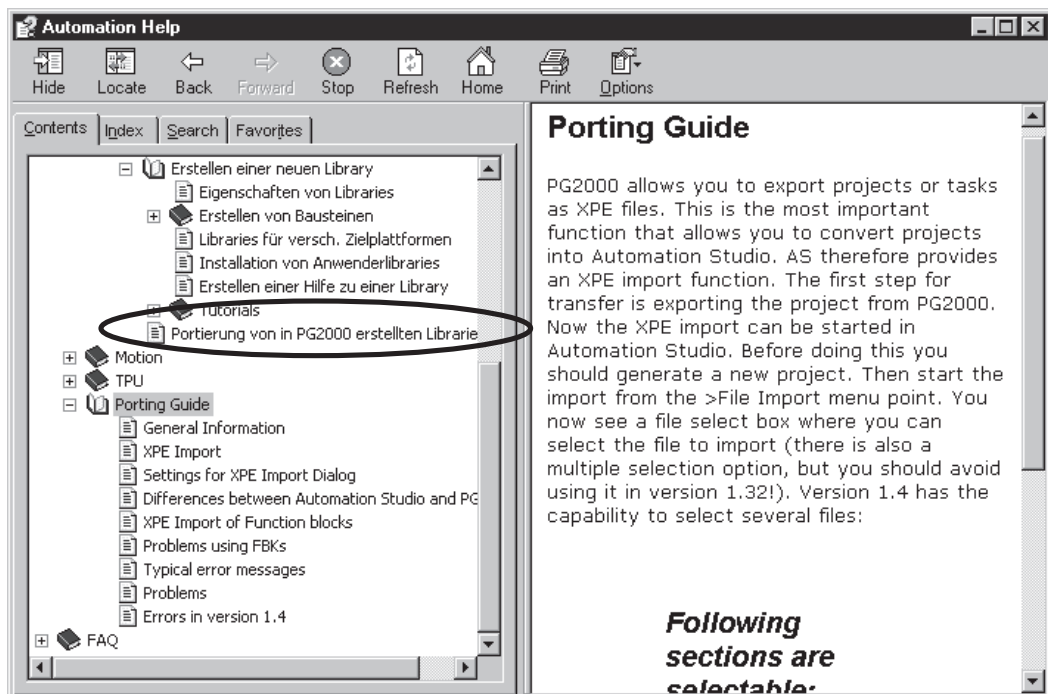 Automation Help
Hide Locate Back Forward Stop Refresh Home Print Options
Contents Index Search Favorites
Erstellen einer neuen Library
Eigenschaften von Libraries
Erstellen von Bausteinen
Libraries für versch. Zielplattformen
Installation von Anwenderlibraries
Erstellen einer Hilfe zu einer Library
Tutorials
Portierung von in PG2000 erstellten Librarie
Motion
TPU
Porting Guide
General Information
XPE Import
Settings for XPE Import Dialog
Differences between Automation Studio and PG
XPE Import of Function blocks
Problems using FBKs
Typical error messages
Problems
Errors in version 1.4
FAQ
Porting Guide
PG2000 allows you to export projects or tasks
as XPE files. This is the most important
function that allows you to convert projects
into Automation Studio. AS therefore provides
an XPE import function. The first step for
transfer is exporting the project from PG2000.
Now the XPE import can be started in
Automation Studio. Before doing this you
should generate a new project. Then start the
import from the >File Import menu point. You
now see a file select box where you can
select the file to import (there is also a
multiple selection option, but you should avoid
using it in version 1.32!). Version 1.4 has the
capability to select several files:
Following
sections are
selectable: